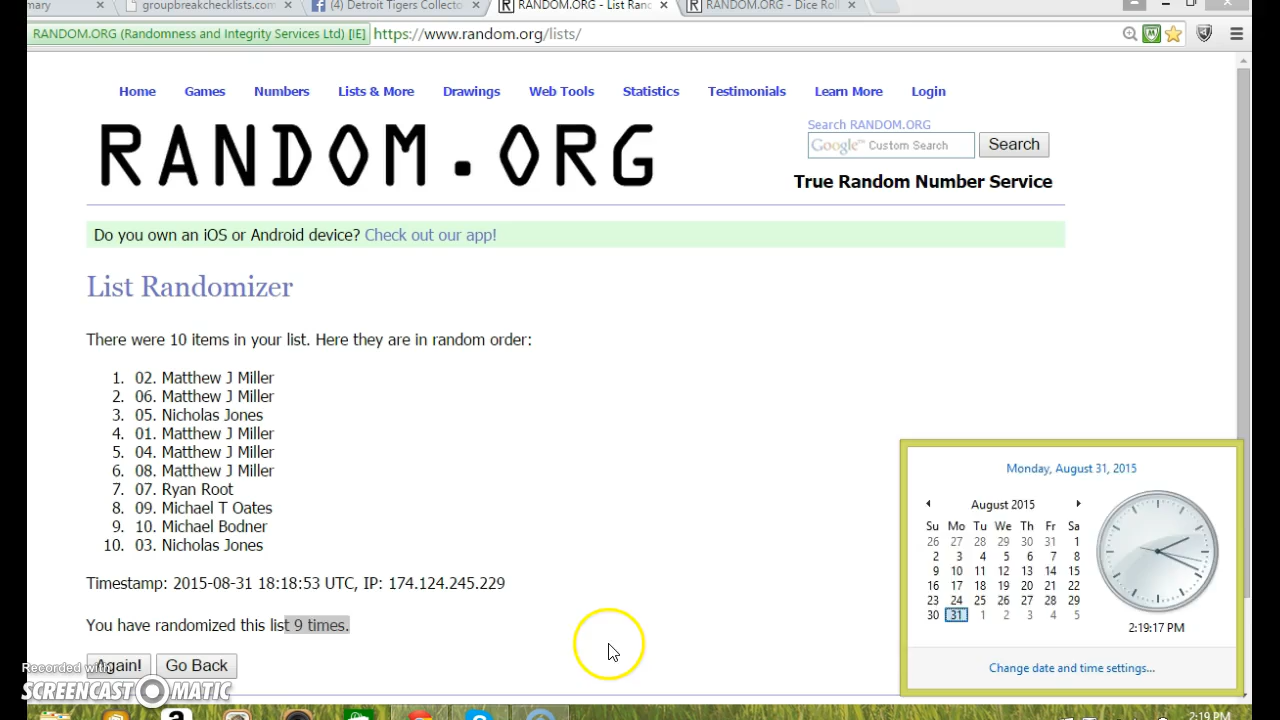 mary
groupbreakchecklists.com
(4) Detroit Tigers Collecto
RANDOM.ORG - List Ranc
RANDOM.ORG - Dice Roll
RANDOM.ORG (Randomness and Integrity Services Ltd) [IE]
https://www.random.org/lists/
Home Games Numbers Lists & More Drawings Web Tools Statistics Testimonials Learn More Login
RANDOM.ORG
Search RANDOM.ORG
Google™ Custom Search
Search
True Random Number Service
Do you own an iOS or Android device? Check out our app!
List Randomizer
There were 10 items in your list. Here they are in random order:
1. 02. Matthew J Miller
2. 06. Matthew J Miller
3. 05. Nicholas Jones
4. 01. Matthew J Miller
5. 04. Matthew J Miller
6. 08. Matthew J Miller
7. 07. Ryan Root
8. 09. Michael T Oates
9. 10. Michael Bodner
10. 03. Nicholas Jones
Timestamp: 2015-08-31 18:18:53 UTC, IP: 174.124.245.229
You have randomized this list 9 times.
Again! Go Back
Recorded with
SCREENCAST MATIC
Monday, August 31, 2015
August 2015
Su Mo Tu We Th Fr Sa
26 27 28 29 30 31 1
2 3 4 5 6 7 8
9 10 11 12 13 14 15
16 17 18 19 20 21 22
23 24 25 26 27 28 29
30 31 1 2 3 4 5
2:19:17 PM
Change date and time settings...
2:19 PM